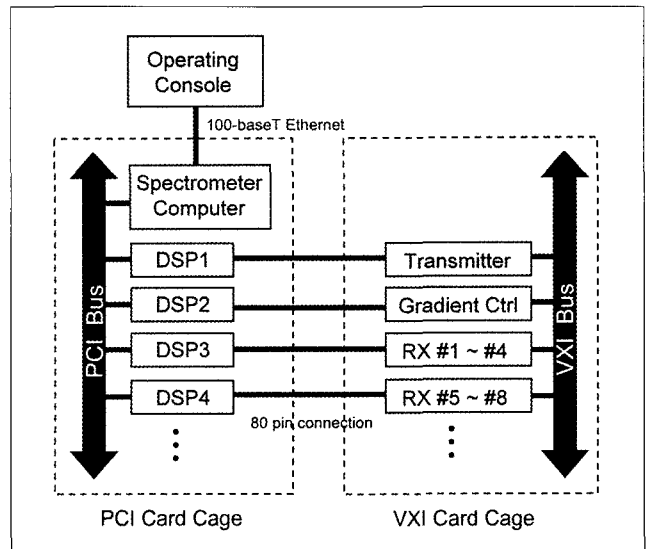 Operating
Console
100-baseT Ethernet
Spectrometer
Computer
PCI Bus
VXI Bus
DSP1
Transmitter
DSP2
Gradient Ctrl
DSP3
RX #1 ~ #4
DSP4
RX #5 ~ #8
80 pin connection
PCI Card Cage
VXI Card Cage